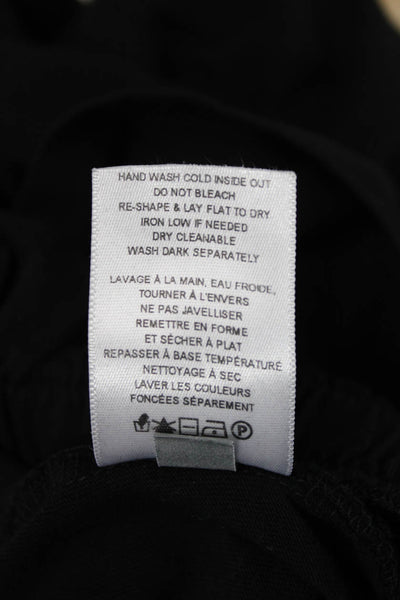 HAND WASH COLD INSIDE OUT
DO NOT BLEACH
RE-SHAPE & LAY FLAT TO DRY
IRON LOW IF NEEDED
DRY CLEANABLE
WASH DARK SEPARATELY
LAVAGE À LA MAIN, EAU FROIDE,
TOURNER À L'ENVERS
NE PAS JAVELLISER
REMETTRE EN FORME
ET SÉCHER À PLAT
REPASSER À BASE TEMPÉRATURE
NETTOYAGE À SEC
LAVER LES COULEURS
FONCÉES SÉPAREMENT
P